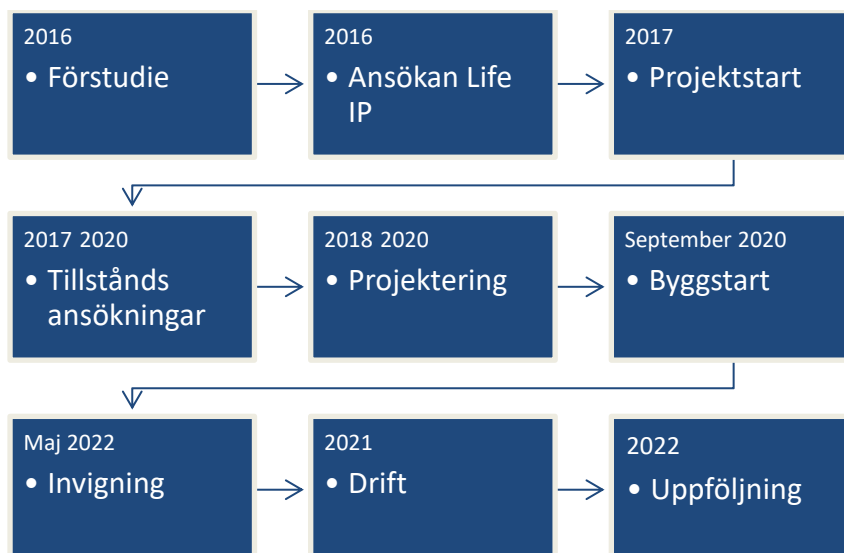 2016
• Förstudie
2016
• Ansökan Life
IP
2017
• Projektstart
2017 2020
• Tillstånds
ansökningar
2018 2020
• Projektering
September 2020
• Byggstart
Maj 2022
• Invigning
2021
• Drift
2022
• Uppföljning